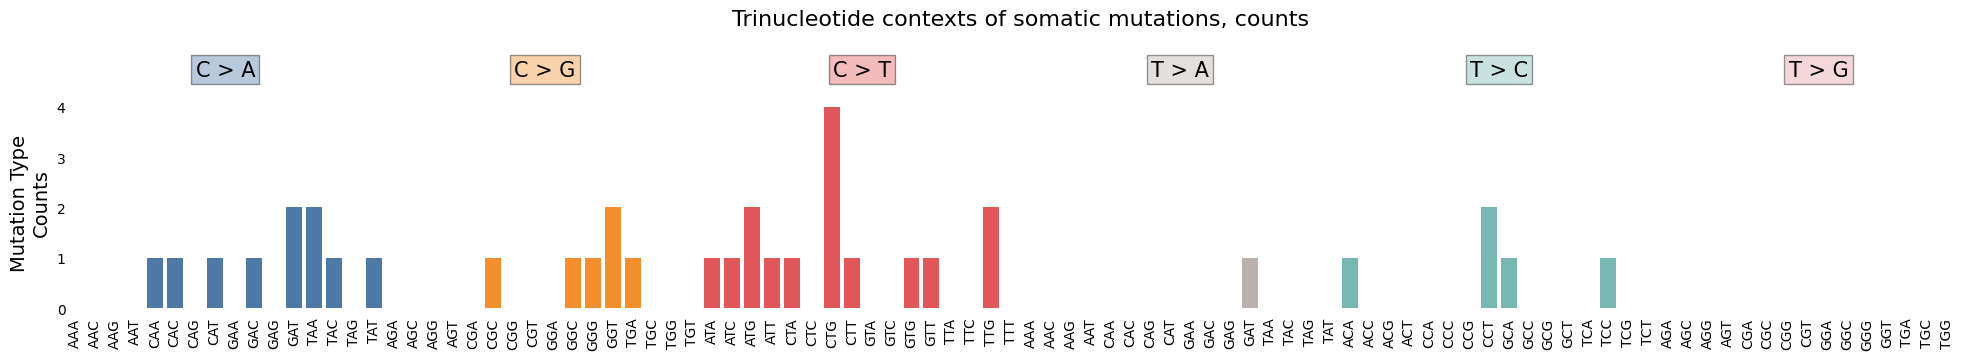 Trinucleotide contexts of somatic mutations, counts
C > A C > G C > T T > A T > C T > G
Mutation Type
Counts
4
3
2
1
0
AAA AAC AAG AAT CAA CAC CAG CAT GAA GAC GAG GAT TAA TAC TAG TAT AGA AGC AGG AGT CGA CGC CGG CGT GGA GGC GGG GGT TGA TGC TGG TGT ATA ATC ATG ATT CTA CTC CTG CTT GTA GTC GTG GTT TTA TTC TTG TTT AAA AAC AAG AAT CAA CAC CAG CAT GAA GAC GAG GAT TAA TAC TAG TAT ACA ACC ACG ACT CCA CCC CCG CCT GCA GCC GCG GCT TCA TCC TCG TCT AGA AGC AGG AGT CGA CGC CGG CGT GGA GGC GGG GGT TGA TGC TGG